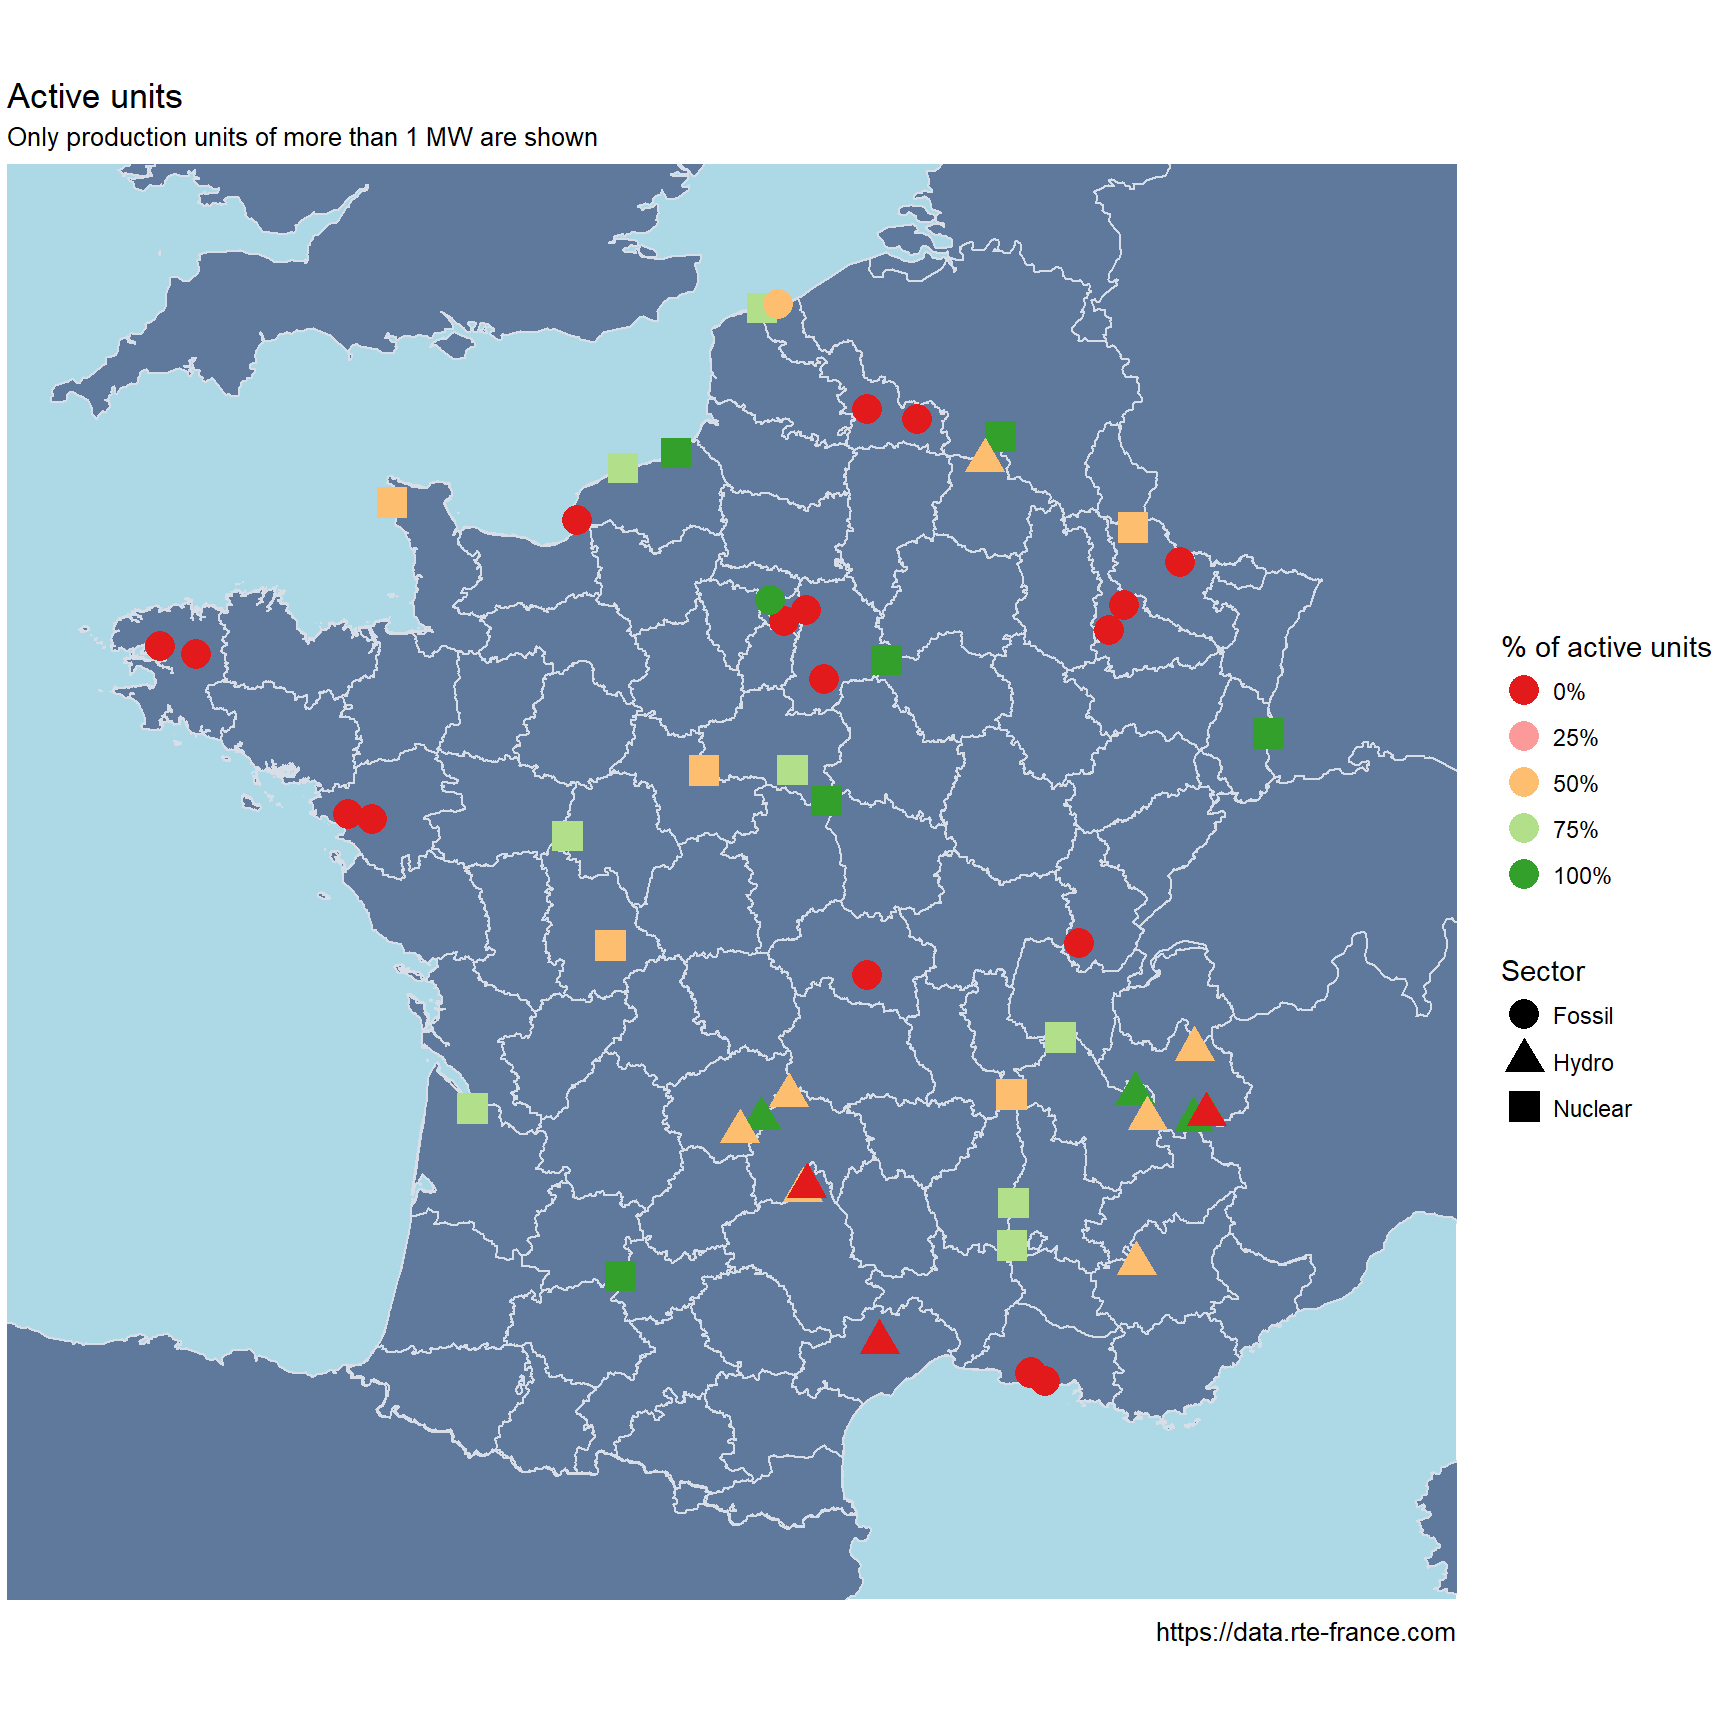 Active units
Only production units of more than 1 MW are shown
% of active units
0%
25%
50%
75%
100%
Sector
Fossil
Hydro
Nuclear
https://data.rte-france.com